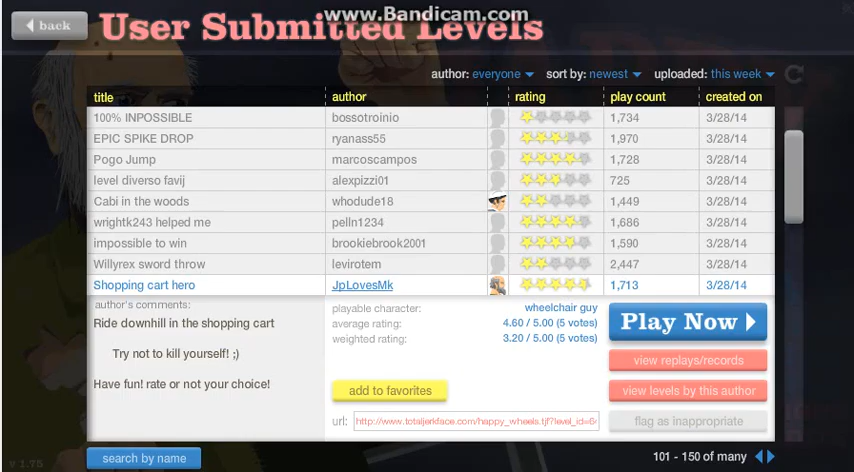 www.Bandicam.com
back
User Submitted Levels
author: everyone sort by: newest uploaded: this week
title author rating play count created on
100% INPOSSIBLE bossotroinio 1,734 3/28/14
EPIC SPIKE DROP ryanass55 1,970 3/28/14
Pogo Jump marcoscampos 1,728 3/28/14
level diverso favij alexpizzi01 725 3/28/14
Cabi in the woods whodude18 1,449 3/28/14
wrightk243 helped me pelln1234 1,686 3/28/14
impossible to win brookiebrook2001 1,590 3/28/14
Willyrex sword throw levirotem 2,447 3/28/14
Shopping cart hero JpLovesMk 1,713 3/28/14
author's comments:
Ride downhill in the shopping cart
Try not to kill yourself! ;)
Have fun! rate or not your choice!
playable character: wheelchair guy
average rating: 4.60 / 5.00 (5 votes)
weighted rating: 3.20 / 5.00 (5 votes)
add to favorites
url: http://www.totaljerkface.com/happy_wheels.tjf?level_id=6
Play Now
view replays/records
view levels by this author
flag as inappropriate
search by name
101 - 150 of many
v 1.75